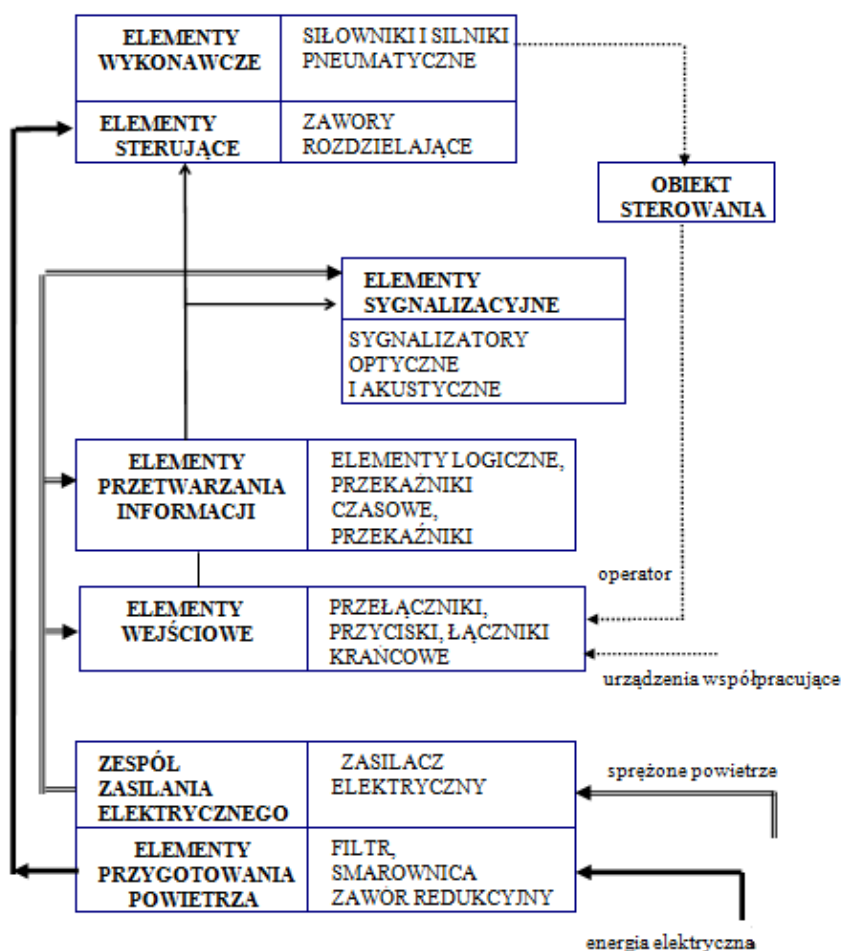 ELEMENTY
WYKONAWCZE
SIŁOWNIKI I SILNIKI
PNEUMATYCZNE
ELEMENTY
STERUJĄCE
ZAWORY
ROZDZIELAJĄCE
OBIEKT
STEROWANIA
ELEMENTY
SYGNALIZACYJNE
SYGNALIZATORY
OPTYCZNE
I AKUSTYCZNE
ELEMENTY
PRZETWARZANIA
INFORMACJI
ELEMENTY LOGICZNE,
PRZEKAŹNIKI
CZASOWE,
PRZEKAŹNIKI
operator
ELEMENTY
WEJŚCIOWE
PRZEŁĄCZNIKI,
PRZYCISKI, ŁĄCZNIKI
KRAŃCOWE
urządzenia współpracujące
ZESPÓŁ
ZASILANIA
ELEKTRYCZNEGO
ZASILACZ
ELEKTRYCZNY
sprężone powietrze
ELEMENTY
PRZYGOTOWANIA
POWIETRZA
FILTR,
SMAROWNICA
ZAWÓR REDUKCYJNY
energia elektryczna